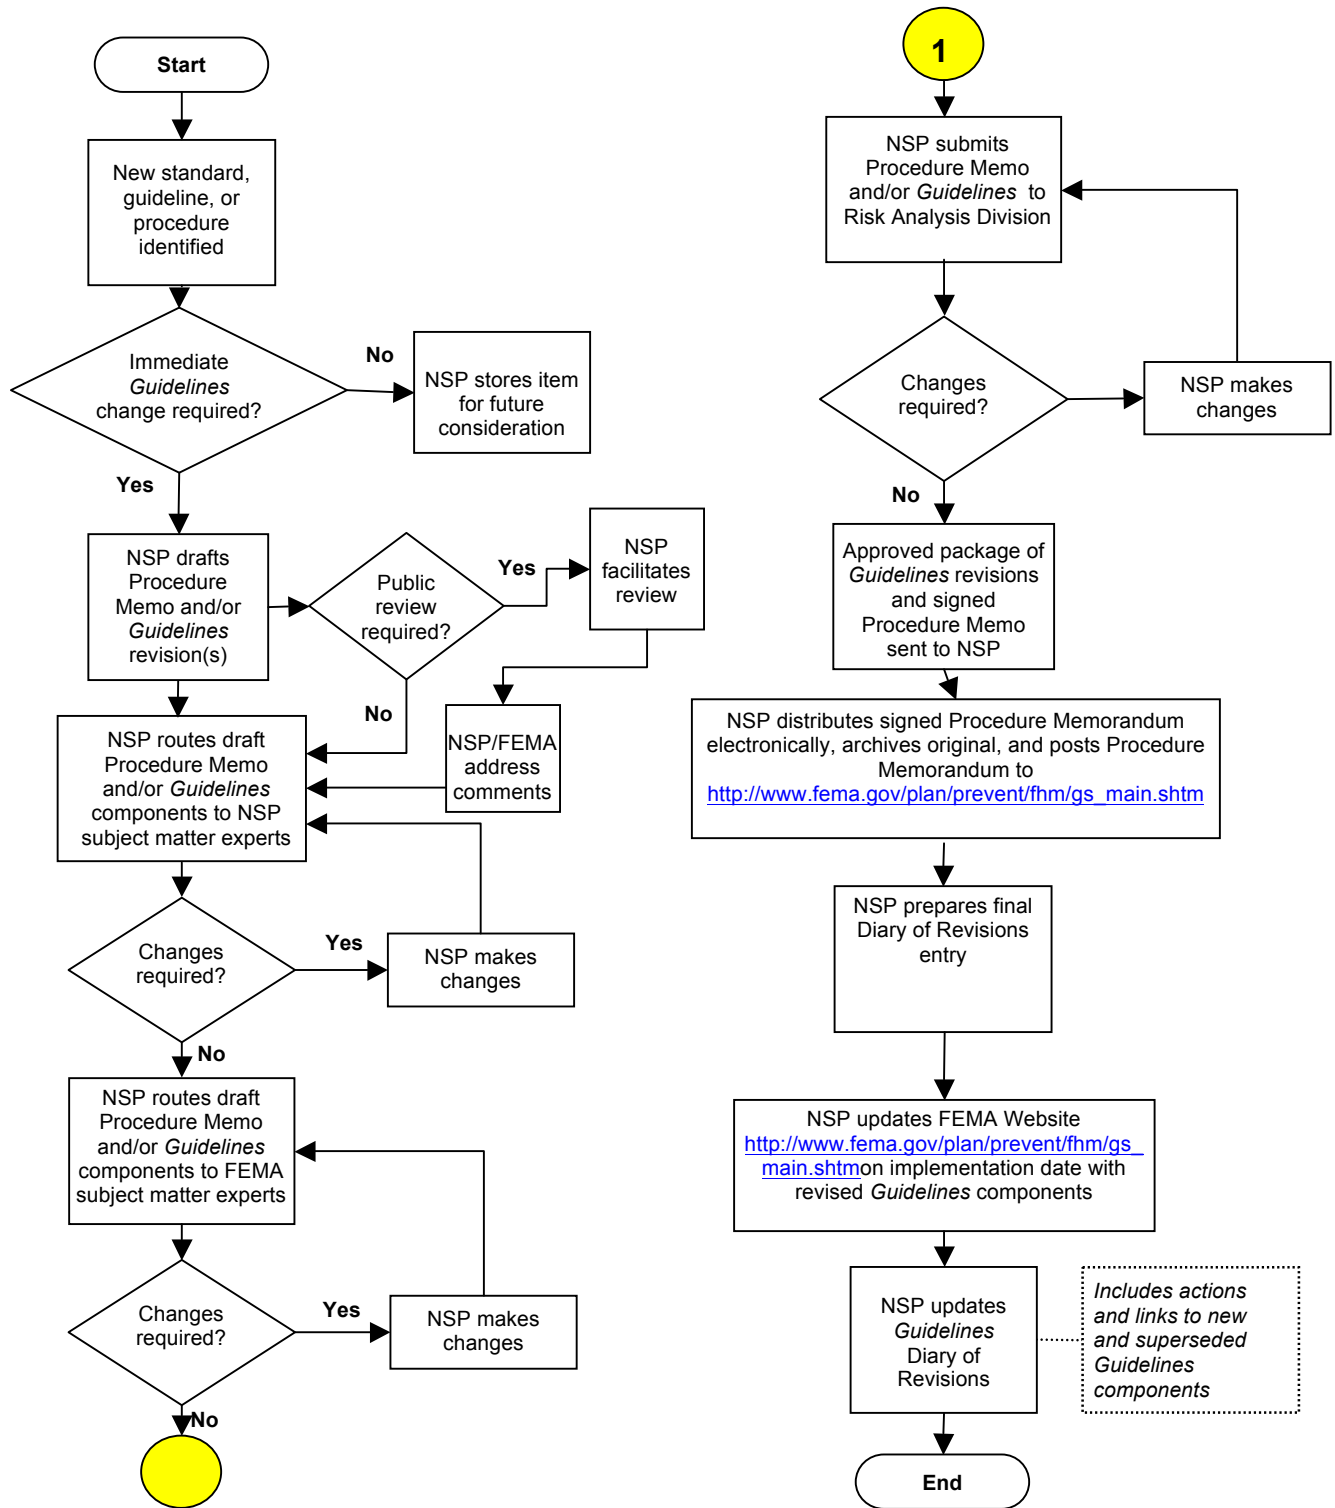 Start
New standard,
guideline, or
procedure
identified
Immediate
Guidelines
change required?
No
NSP stores item
for future
consideration
Yes
NSP drafts
Procedure
Memo and/or
Guidelines
revision(s)
Public
review
required?
Yes
NSP
facilitates
review
No
NSP/FEMA
address
comments
NSP routes draft
Procedure Memo
and/or Guidelines
components to NSP
subject matter experts
Changes
required?
Yes
NSP makes
changes
No
NSP routes draft
Procedure Memo
and/or Guidelines
components to FEMA
subject matter experts
Changes
required?
Yes
NSP makes
changes
No
1
NSP submits
Procedure Memo
and/or Guidelines to
Risk Analysis Division
Changes
required?
NSP makes
changes
No
Approved package of
Guidelines revisions
and signed
Procedure Memo
sent to NSP
NSP distributes signed Procedure Memorandum
electronically, archives original, and posts Procedure
Memorandum to
http://www.fema.gov/plan/prevent/fhm/gs_main.shtm
NSP prepares final
Diary of Revisions
entry
NSP updates FEMA Website
http://www.fema.gov/plan/prevent/fhm/gs_
main.shtmon implementation date with
revised Guidelines components
NSP updates
Guidelines
Diary of
Revisions
Includes actions
and links to new
and superseded
Guidelines
components
End